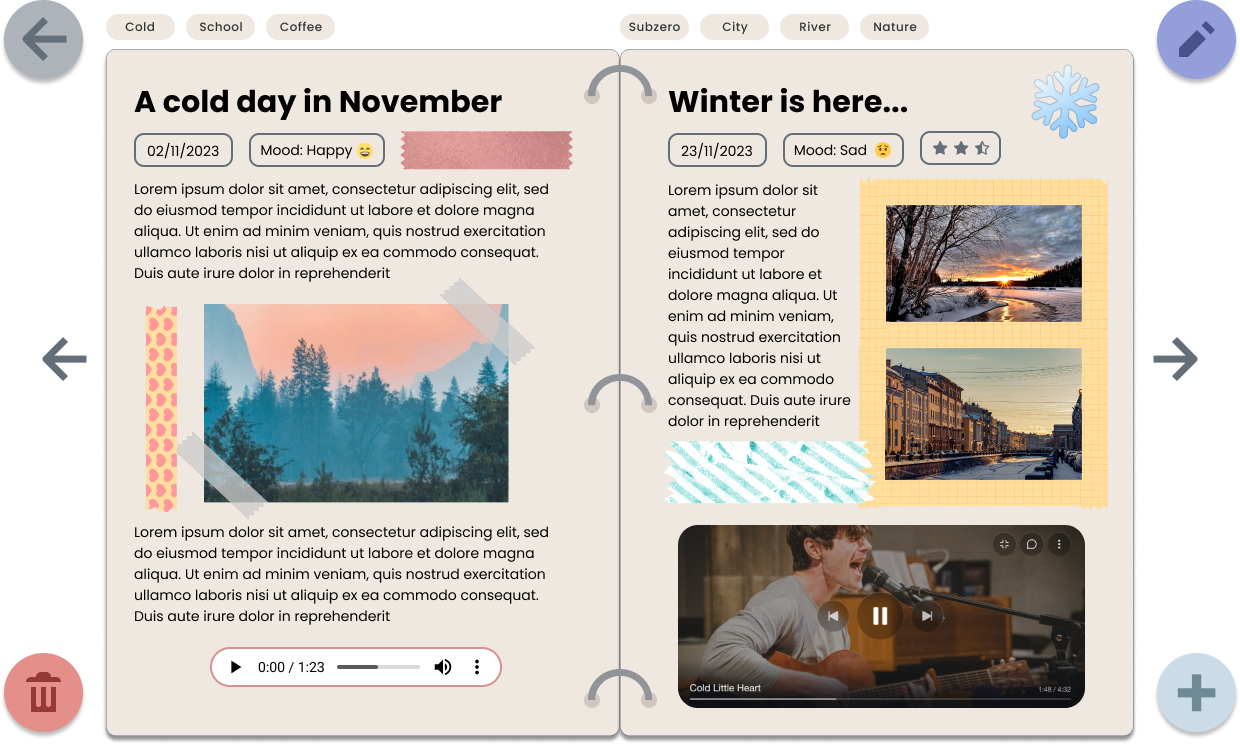 Cold
School
Coffee
Subzero
City
River
Nature
A cold day in November
02/11/2023
Mood: Happy 😄
Lorem ipsum dolor sit amet, consectetur adipiscing elit, sed
do eiusmod tempor incididunt ut labore et dolore magna
aliqua. Ut enim ad minim veniam, quis nostrud exercitation
ullamco laboris nisi ut aliquip ex ea commodo consequat.
Duis aute irure dolor in reprehenderit
Lorem ipsum dolor sit amet, consectetur adipiscing elit, sed
do eiusmod tempor incididunt ut labore et dolore magna
aliqua. Ut enim ad minim veniam, quis nostrud exercitation
ullamco laboris nisi ut aliquip ex ea commodo consequat.
Duis aute irure dolor in reprehenderit
0:00 / 1:23
Winter is here...
23/11/2023
Mood: Sad 😟
Lorem ipsum dolor sit
amet, consectetur
adipiscing elit, sed do
eiusmod tempor
incididunt ut labore et
dolore magna aliqua. Ut
enim ad minim veniam,
quis nostrud exercitation
ullamco laboris nisi ut
aliquip ex ea commodo
consequat. Duis aute irure
dolor in reprehenderit
Cold Little Heart
1:48 / 4:32